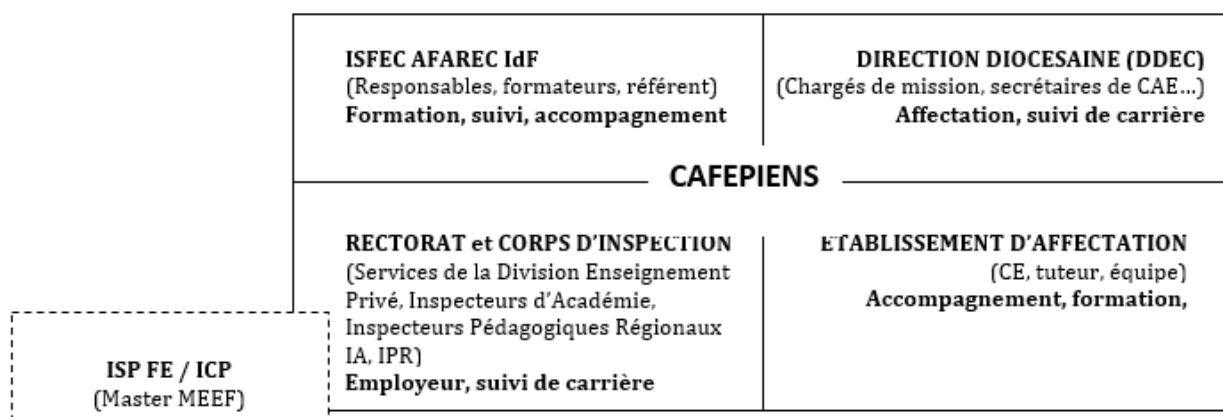 ISFEC AFAREC IdF
(Responsables, formateurs, référent)
Formation, suivi, accompagnement
DIRECTION DIOCESAINE (DDEC)
(Chargés de mission, secrétaires de CAE...)
Affectation, suivi de carrière
CAFEPIENS
RECTORAT et CORPS D'INSPECTION
(Services de la Division Enseignement
Privé, Inspecteurs d'Académie,
Inspecteurs Pédagogiques Régionaux
IA, IPR)
Employeur, suivi de carrière
ETABLISSEMENT D'AFFECTATION
(CE, tuteur, équipe)
Accompagnement, formation,
ISP FE / ICP
(Master MEEF)